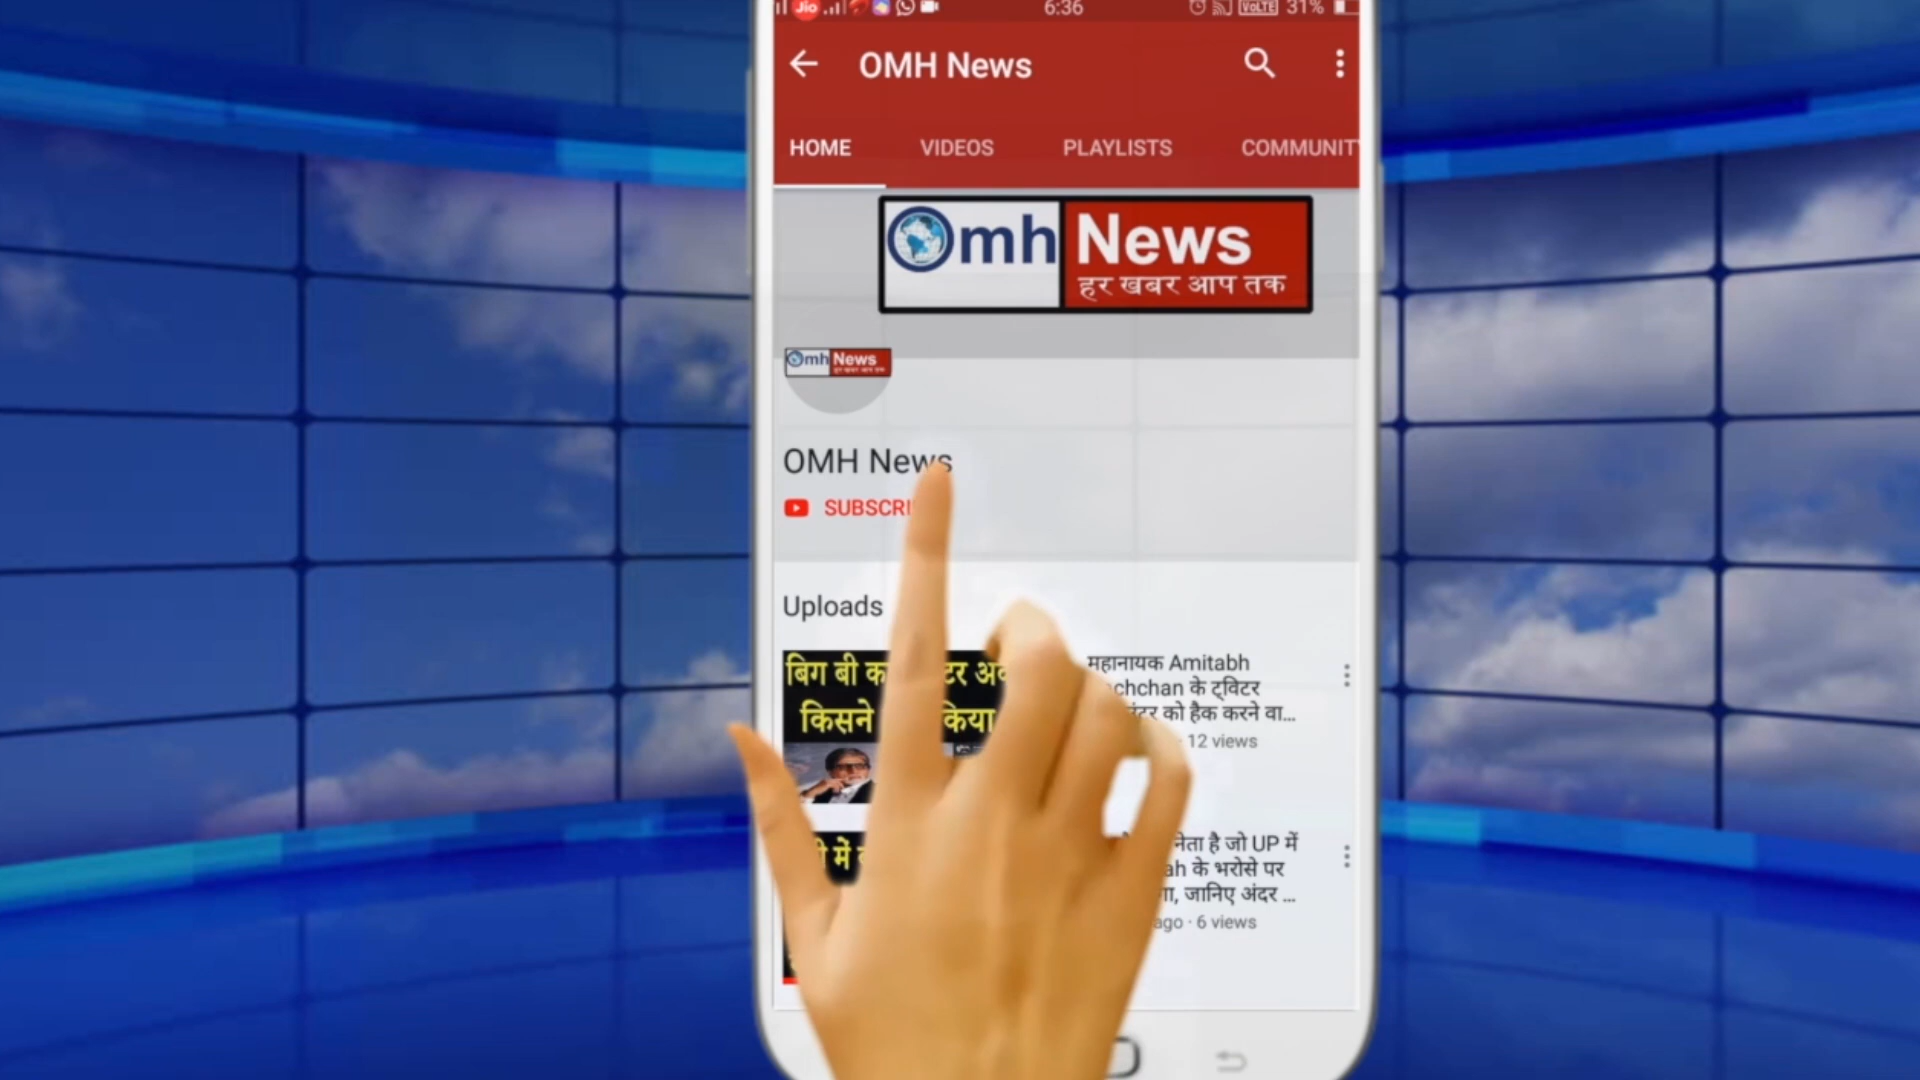 Jio 6:36 VoLTE 31%
OMH News
HOME VIDEOS PLAYLISTS COMMUNIT
Omh News
हर खबर आप तक
Omh News
OMH News
SUBSCRI
Uploads
बिग बी
किसने किया
महानायक Amitabh
chchan के ट्विटर
को हैक करने वा...
12 views
में
नेता है जो UP में
ah के भरोसे पर
जानिए अंदर ...
ago · 6 views